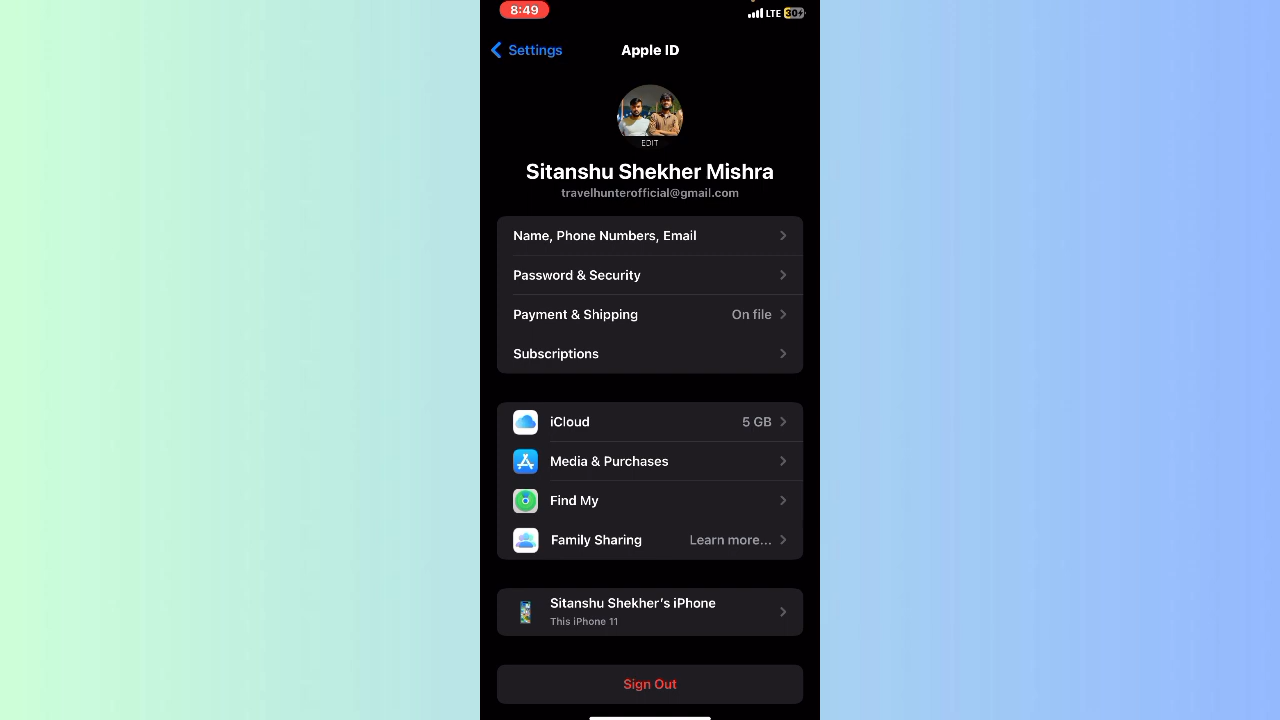 8:49
LTE 30
Settings
Apple ID
EDIT
Sitanshu Shekher Mishra
travelhunterofficial@gmail.com
Name, Phone Numbers, Email
Password & Security
Payment & Shipping On file
Subscriptions
iCloud 5 GB
Media & Purchases
Find My
Family Sharing Learn more...
Sitanshu Shekher’s iPhone
This iPhone 11
Sign Out